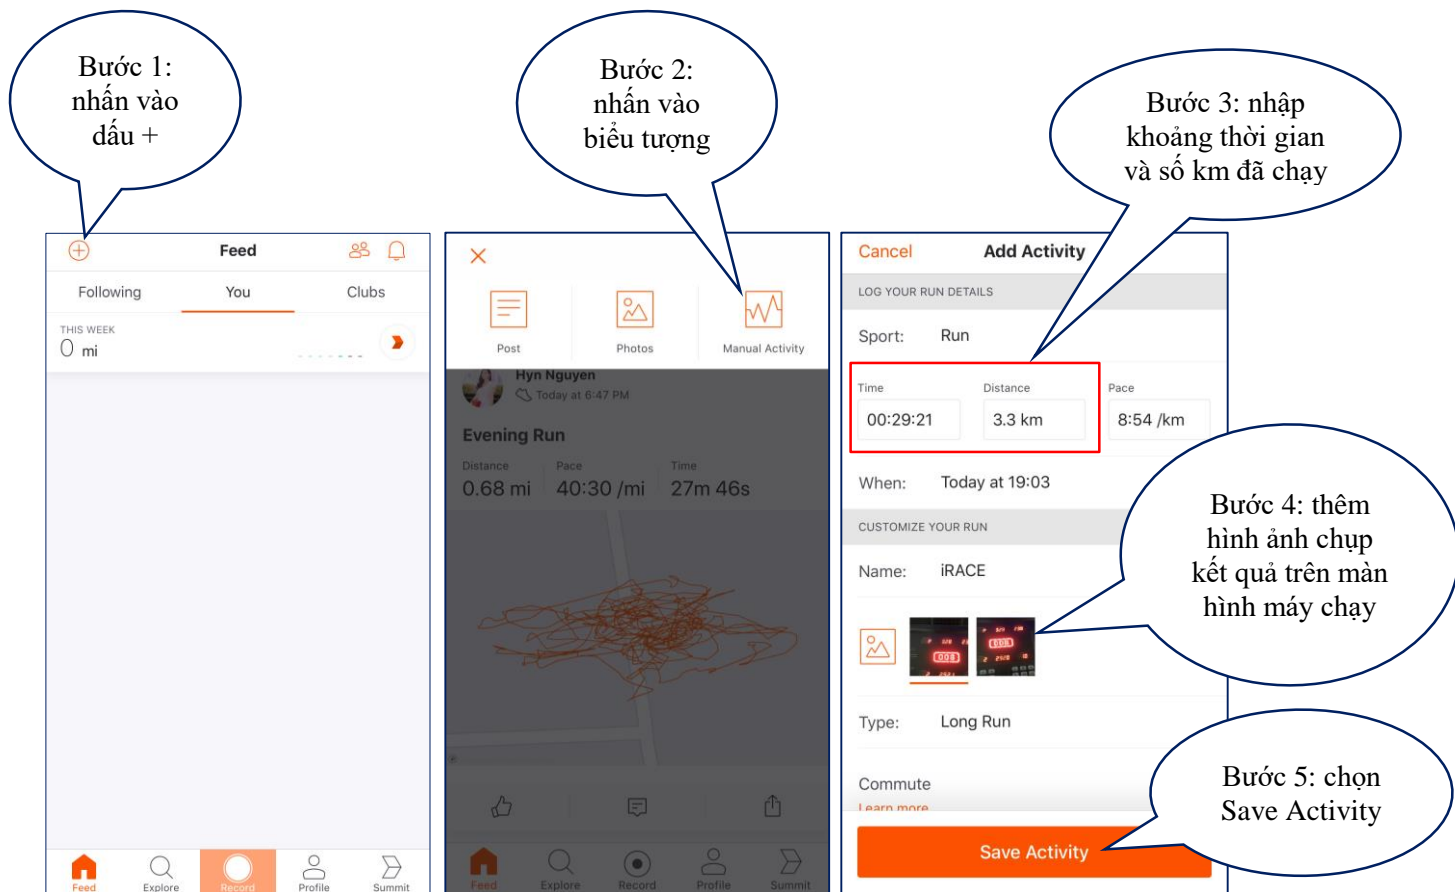 Bước 1:
nhấn vào
dấu +
Bước 2:
nhấn vào
biểu tượng
Bước 3: nhập
khoảng thời gian
và số km đã chạy
Feed
Following You Clubs
THIS WEEK
0 mi
Feed Explore Record Profile Summit
Post Photos Manual Activity
Hyn Nguyen
Today at 6:47 PM
Evening Run
Distance Pace Time
0.68 mi 40:30 /mi 27m 46s
Feed Explore Record Profile Summit
Cancel Add Activity
LOG YOUR RUN DETAILS
Sport: Run
Time Distance Pace
00:29:21 3.3 km 8:54 /km
When: Today at 19:03
CUSTOMIZE YOUR RUN
Name: iRACE
Type: Long Run
Commute
Learn more
Save Activity
Bước 4: thêm
hình ảnh chụp
kết quả trên màn
hình máy chạy
Bước 5: chọn
Save Activity